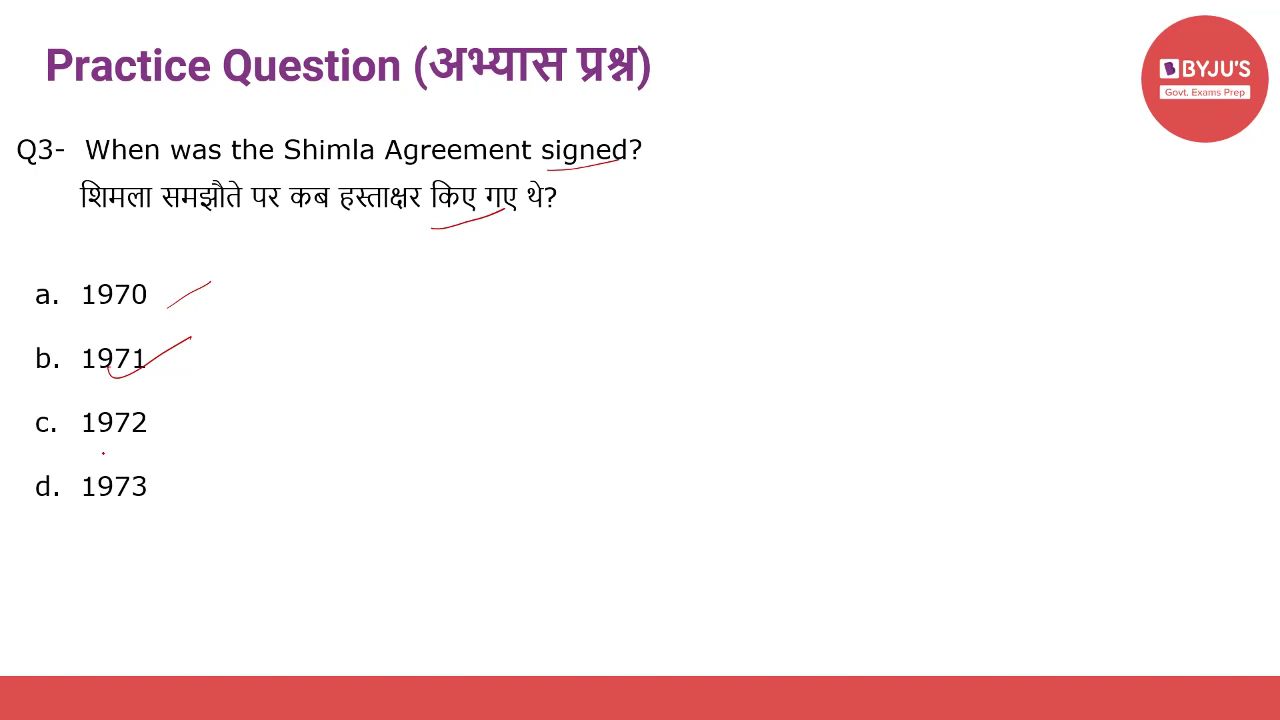 Practice Question (अभ्यास प्रश्न)
BYJU'S
Govt. Exams Prep
Q3- When was the Shimla Agreement signed?
शिमला समझौते पर कब हस्ताक्षर किए गए थे?
a. 1970
b. 1971
c. 1972
d. 1973